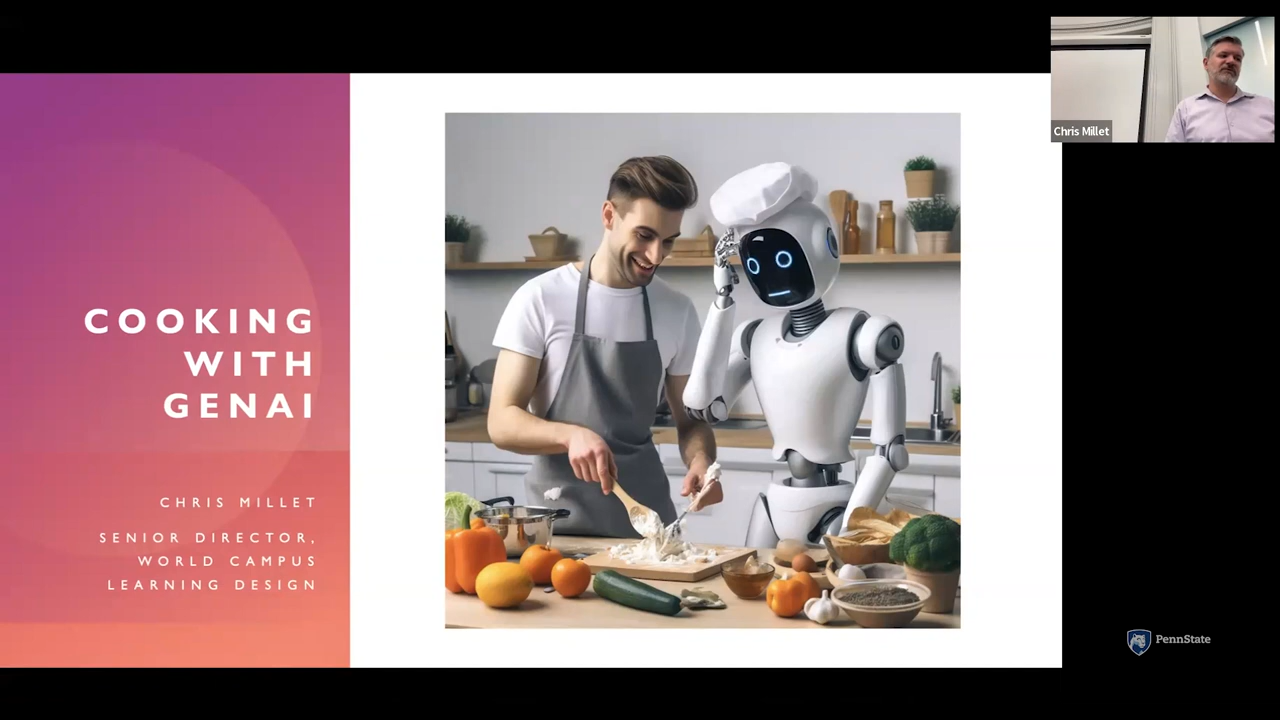 COOKING
WITH
GENAI
CHRIS MILLET
SENIOR DIRECTOR,
WORLD CAMPUS
LEARNING DESIGN
Chris Millet
PennState